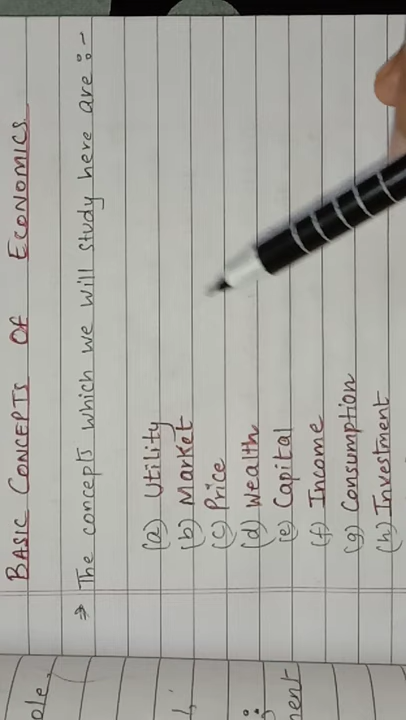 BASIC CONCEPTS OF ECONOMICS
⇒ The concepts which we will study here are :-
(a) Utility
(b) Market
(c) Price
(d) Wealth
(e) Capital
(f) Income
(g) Consumption
(h) Investment
ole.